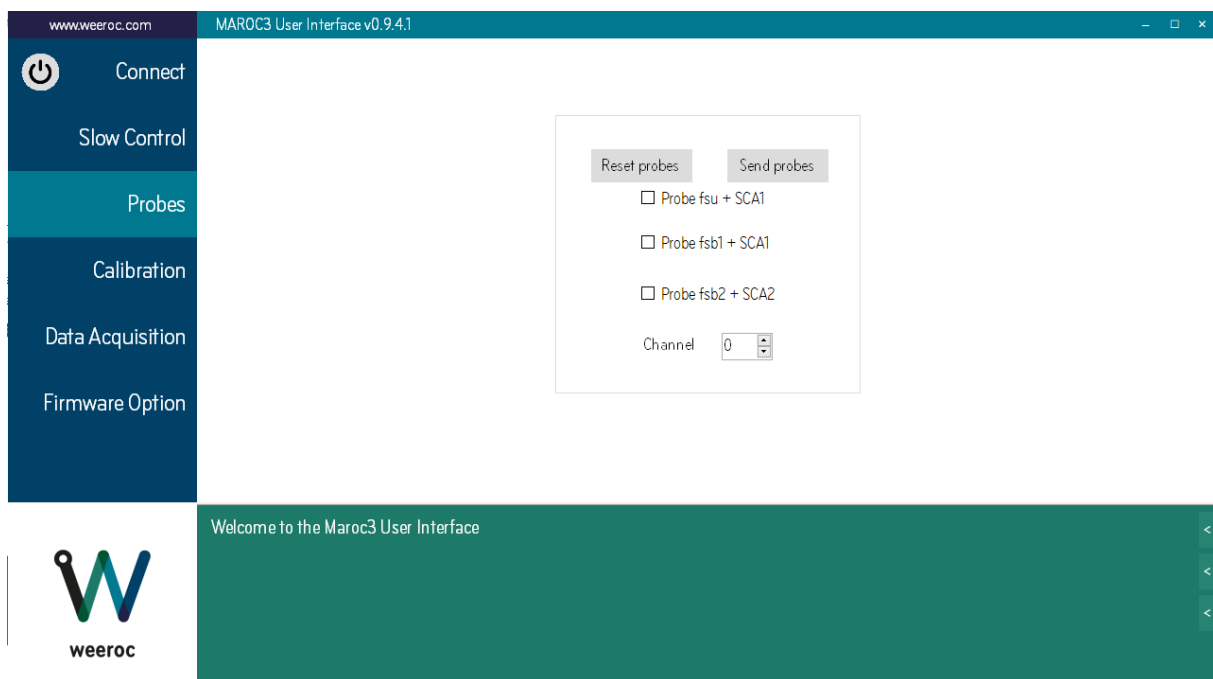 www.weeroc.com
MAROC3 User Interface v0.9.4.1
Connect
Slow Control
Probes
Calibration
Data Acquisition
Firmware Option
Reset probes
Send probes
Probe fsu + SCA1
Probe fsb1 + SCA1
Probe fsb2 + SCA2
Channel 0
Welcome to the Maroc3 User Interface
<
<
<
weeroc